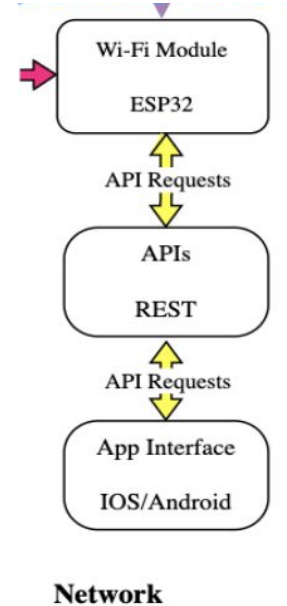 Wi-Fi Module
ESP32
API Requests
APIs
REST
API Requests
App Interface
IOS/Android
Network